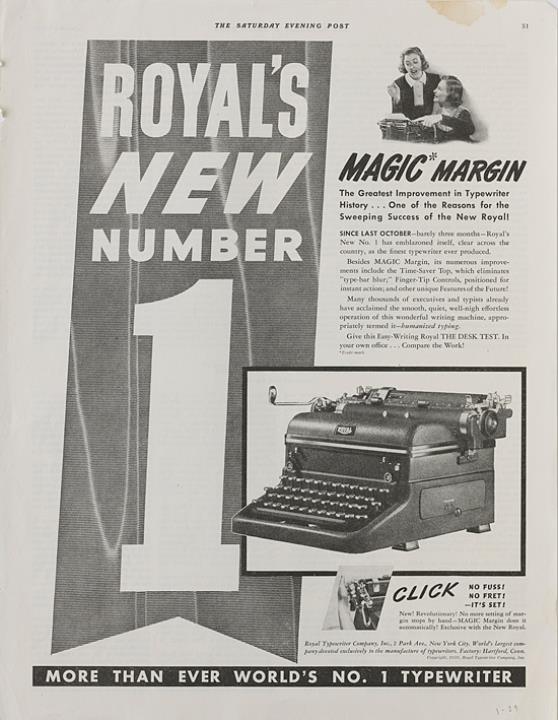 THE SATURDAY EVENING POST
51
ROYAL'S
NEW
NUMBER
1
MAGIC* MARGIN
The Greatest Improvement in Typewriter
History . . . One of the Reasons for the
Sweeping Success of the New Royal!
SINCE LAST OCTOBER—barely three months—Royal's
New No. 1 has emblazoned itself, clear across the
country, as the finest typewriter ever produced.
Besides MAGIC Margin, its numerous improve-
ments include the Time-Saver Top, which eliminates
"type-bar blur;" Finger-Tip Controls, positioned for
instant action; and other unique Features of the Future!
Many thousands of executives and typists already
have acclaimed the smooth, quiet, well-nigh effortless
operation of this wonderful writing machine, appro-
priately termed it—humanized typing.
Give this Easy-Writing Royal THE DESK TEST. In
your own office . . . Compare the Work!
*Trade mark
ROYAL
CLICK
NO FUSS!
NO FRET!
—IT'S SET!
New! Revolutionary! No more setting of mar-
gin stops by hand—MAGIC Margin does it
automatically! Exclusive with the New Royal.
Royal Typewriter Company, Inc., 2 Park Ave., New York City. World's largest com-
pany devoted exclusively to the manufacture of typewriters. Factory: Hartford, Conn.
Copyright, Royal Typewriter Company, Inc.
MORE THAN EVER WORLD'S NO. 1 TYPEWRITER